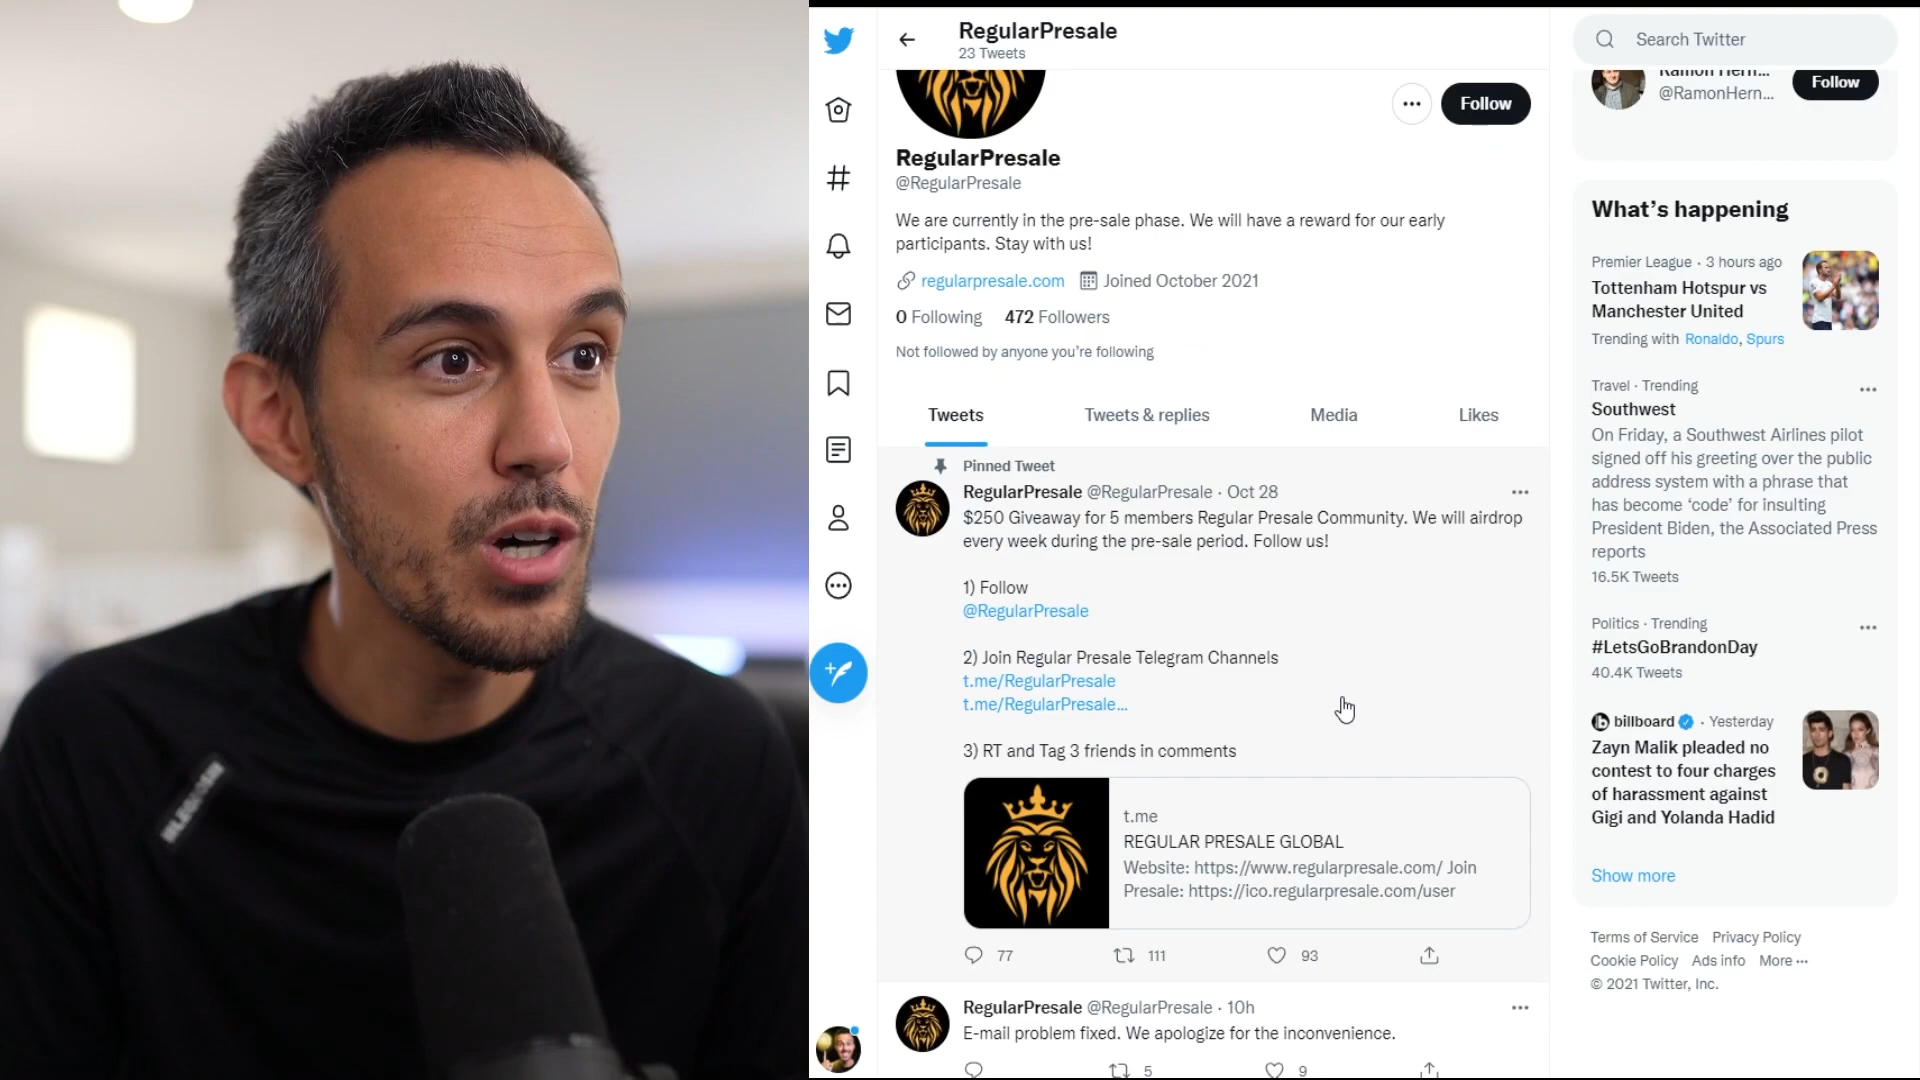 RegularPresale
23 Tweets
Search Twitter
@RamonHern...
Follow
Follow
RegularPresale
@RegularPresale
We are currently in the pre-sale phase. We will have a reward for our early
participants. Stay with us!
regularpresale.com
Joined October 2021
0 Following
472 Followers
Not followed by anyone you're following
Tweets
Tweets & replies
Media
Likes
Pinned Tweet
RegularPresale @RegularPresale · Oct 28
$250 Giveaway for 5 members Regular Presale Community. We will airdrop
every week during the pre-sale period. Follow us!
1) Follow
@RegularPresale
2) Join Regular Presale Telegram Channels
t.me/RegularPresale
t.me/RegularPresale...
3) RT and Tag 3 friends in comments
t.me
REGULAR PRESALE GLOBAL
Website: https://www.regularpresale.com/ Join
Presale: https://ico.regularpresale.com/user
77
111
93
RegularPresale @RegularPresale · 10h
E-mail problem fixed. We apologize for the inconvenience.
5
9
What's happening
Premier League · 3 hours ago
Tottenham Hotspur vs
Manchester United
Trending with Ronaldo, Spurs
Travel · Trending
Southwest
On Friday, a Southwest Airlines pilot
signed off his greeting over the public
address system with a phrase that
has become 'code' for insulting
President Biden, the Associated Press
reports
16.5K Tweets
Politics · Trending
#LetsGoBrandonDay
40.4K Tweets
billboard · Yesterday
Zayn Malik pleaded no
contest to four charges
of harassment against
Gigi and Yolanda Hadid
Show more
Terms of Service Privacy Policy
Cookie Policy Ads info More ···
© 2021 Twitter, Inc.